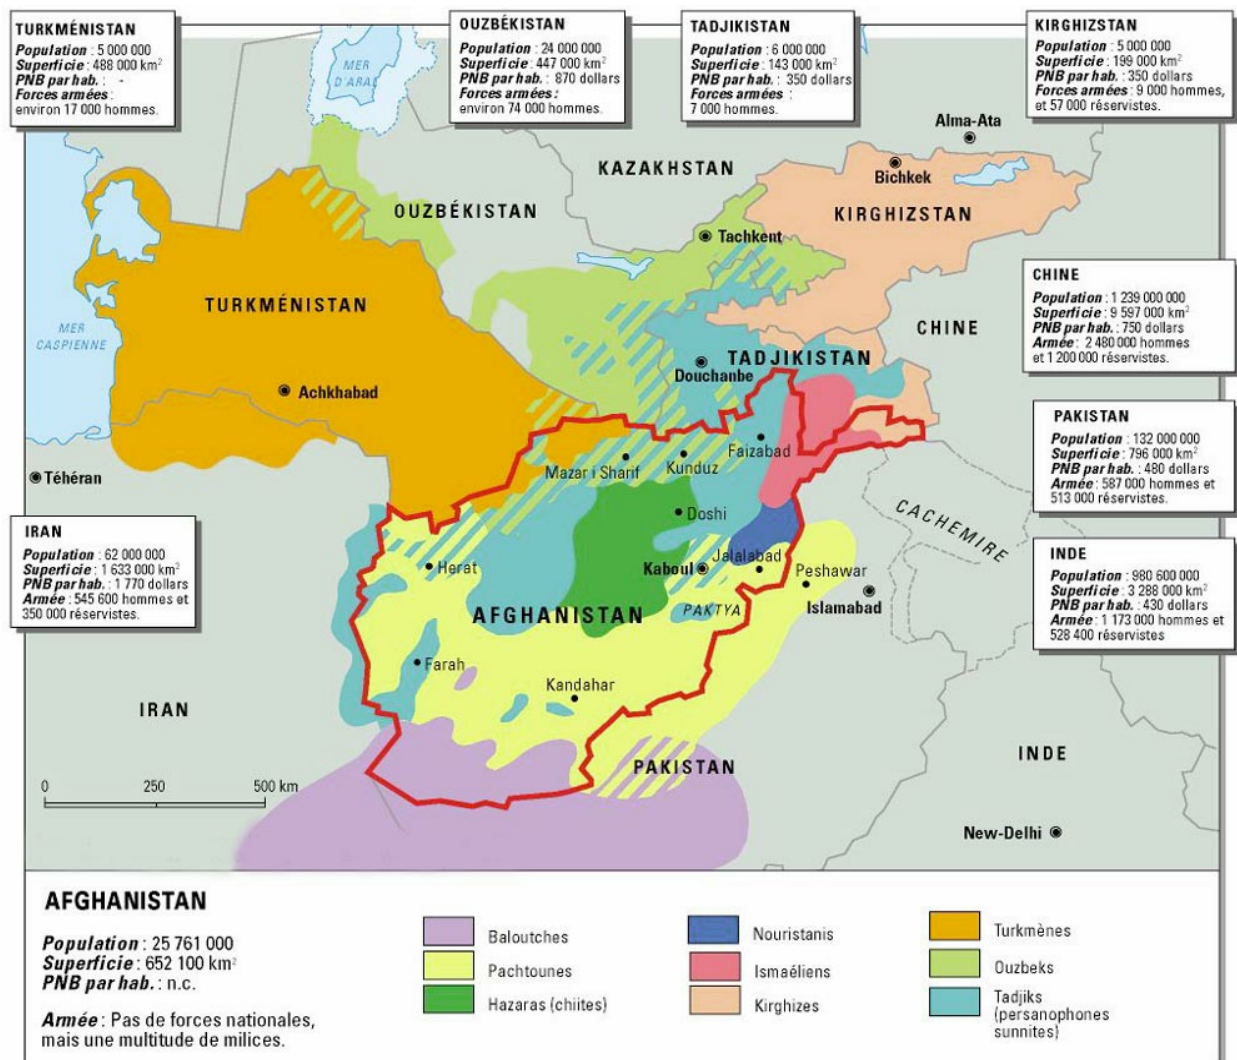 TURKMÉNISTAN
Population : 5 000 000
Superficie : 488 000 km²
PNB par hab. : -
Forces armées :
environ 17 000 hommes.
OUZBÉKISTAN
Population : 24 000 000
Superficie : 447 000 km²
PNB par hab. : 870 dollars
Forces armées :
environ 74 000 hommes.
TADJIKISTAN
Population : 6 000 000
Superficie : 143 000 km²
PNB par hab. : 350 dollars
Forces armées :
7 000 hommes.
KIRGHIZSTAN
Population : 5 000 000
Superficie : 199 000 km²
PNB par hab. : 350 dollars
Forces armées : 9 000 hommes,
et 57 000 réservistes.
MER
D'ARAL
Alma-Ata
KAZAKHSTAN
Bichkek
OUZBÉKISTAN
KIRGHIZSTAN
Tachkent
CHINE
Population : 1 239 000 000
Superficie : 9 597 000 km²
PNB par hab. : 750 dollars
Armée : 2 480 000 hommes
et 1 200 000 réservistes.
TURKMÉNISTAN
MER
CASPIENNE
CHINE
TADJIKISTAN
Douchanbe
Achkhabad
PAKISTAN
Population : 132 000 000
Superficie : 796 000 km²
PNB par hab. : 480 dollars
Armée : 587 000 hommes et
513 000 réservistes.
Téhéran
Mazar i Sharif
Kunduz
Faizabad
Doshi
CACHEMIRE
IRAN
Population : 62 000 000
Superficie : 1 633 000 km²
PNB par hab. : 1 770 dollars
Armée : 545 600 hommes et
350 000 réservistes.
INDE
Population : 980 600 000
Superficie : 3 288 000 km²
PNB par hab. : 430 dollars
Armée : 1 173 000 hommes et
528 400 réservistes
Herat
Kaboul
Jalalabad
Peshawar
Islamabad
AFGHANISTAN
PAKTYA
Farah
Kandahar
IRAN
PAKISTAN
INDE
0 250 500 km
New-Delhi
AFGHANISTAN
Population : 25 761 000
Superficie : 652 100 km²
PNB par hab. : n.c.
Armée : Pas de forces nationales,
mais une multitude de milices.
Baloutches
Pachtounes
Hazaras (chiites)
Nouristanis
Ismaéliens
Kirghizes
Turkmènes
Ouzbeks
Tadjiks
(persanophones
sunnites)